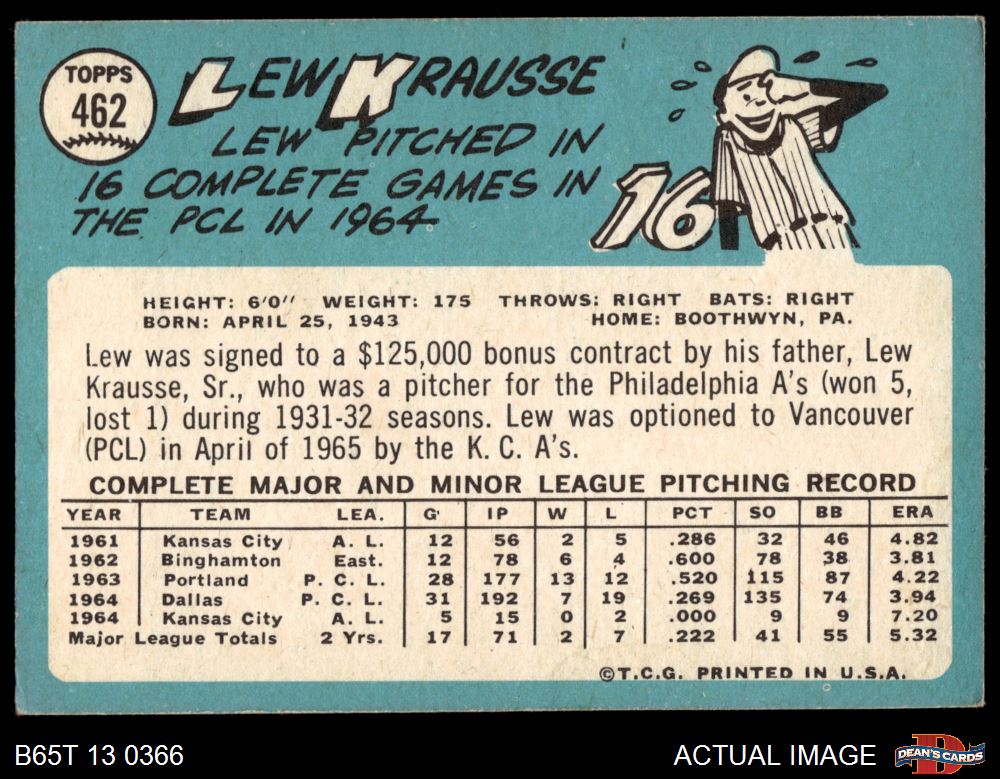 TOPPS
462
LEW KRAUSSE
LEW PITCHED IN
16 COMPLETE GAMES IN
THE PCL IN 1964
16
HEIGHT: 6'0" WEIGHT: 175 THROWS: RIGHT BATS: RIGHT
BORN: APRIL 25, 1943 HOME: BOOTHWYN, PA.
Lew was signed to a $125,000 bonus contract by his father, Lew
Krausse, Sr., who was a pitcher for the Philadelphia A's (won 5,
lost 1) during 1931-32 seasons. Lew was optioned to Vancouver
(PCL) in April of 1965 by the K. C. A's.
COMPLETE MAJOR AND MINOR LEAGUE PITCHING RECORD
YEAR TEAM LEA. G IP W L PCT SO BB ERA
1961 Kansas City A. L. 12 56 2 5 .286 32 46 4.82
1962 Binghamton East. 12 78 6 4 .600 78 38 3.81
1963 Portland P. C. L. 28 177 13 12 .520 115 87 4.22
1964 Dallas P. C. L. 31 192 7 19 .269 135 74 3.94
1964 Kansas City A. L. 5 15 0 2 .000 9 9 7.20
Major League Totals 2 Yrs. 17 71 2 7 .222 41 55 5.32
©T.C.G. PRINTED IN U.S.A.
B65T 13 0366 ACTUAL IMAGE DEAN'S CARDS